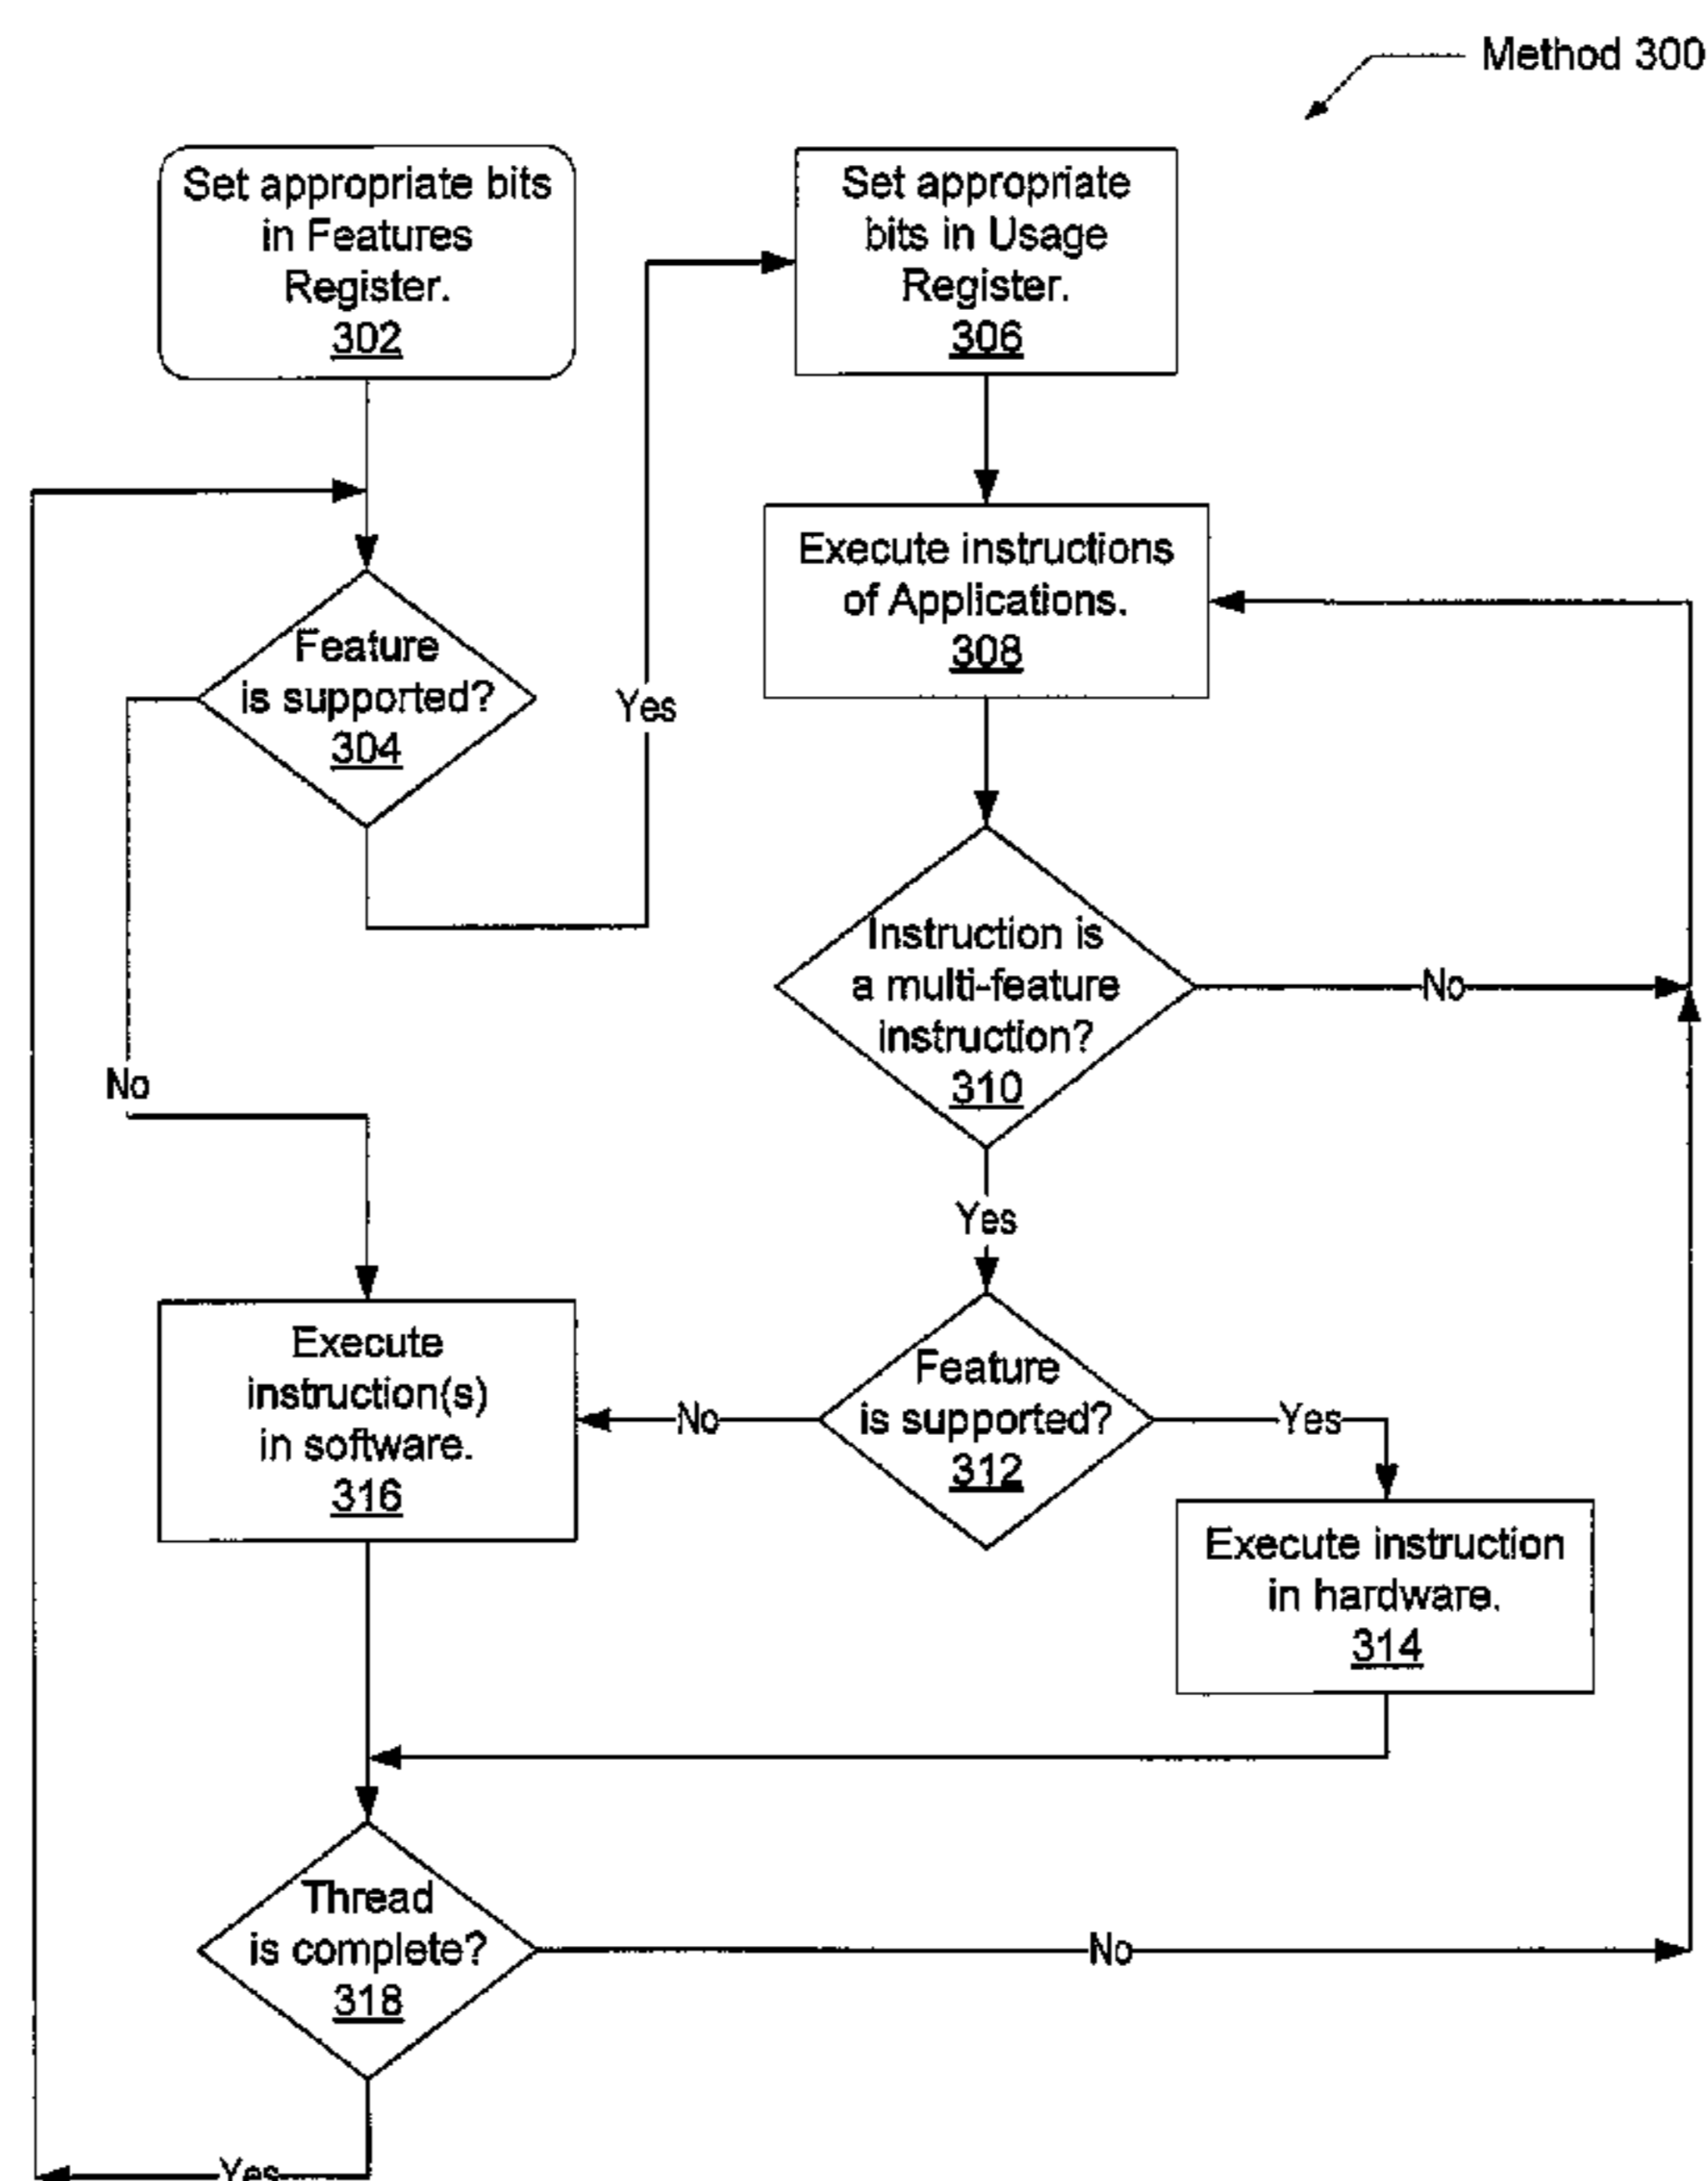 Method 300
Set appropriate bits
in Features
Register.
302
Set appropriate
bits in Usage
Register.
306
Execute instructions
of Applications.
308
Feature
is supported?
304
Yes
No
Instruction is
a multi-feature
instruction?
310
No
Yes
Feature
is supported?
312
No
Yes
Execute
instruction(s)
in software.
316
Execute instruction
in hardware.
314
Thread
is complete?
318
No
Yes